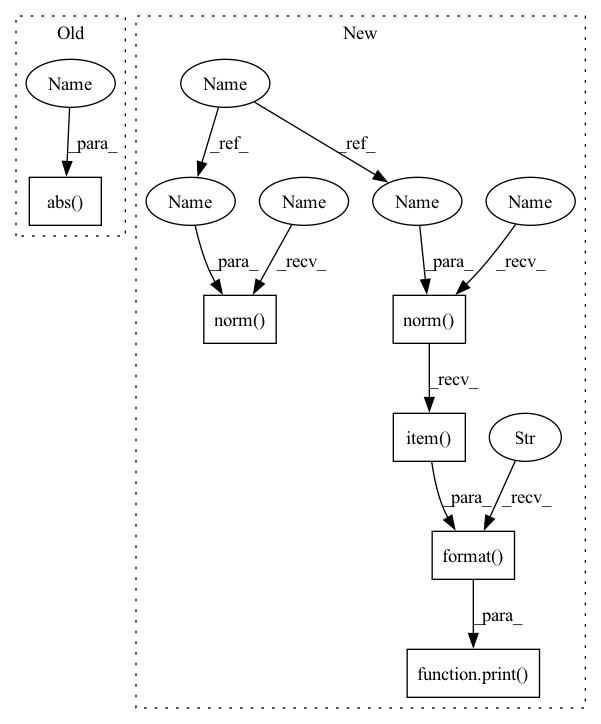 Old
New
Name
Name
_para_
_ref_
_ref_
abs()
Name
Name
Name
Name
_para_
_recv_
_para_
_recv_
norm()
norm()
_recv_
item()
Str
_para_
_recv_
format()
_para_
function.print()